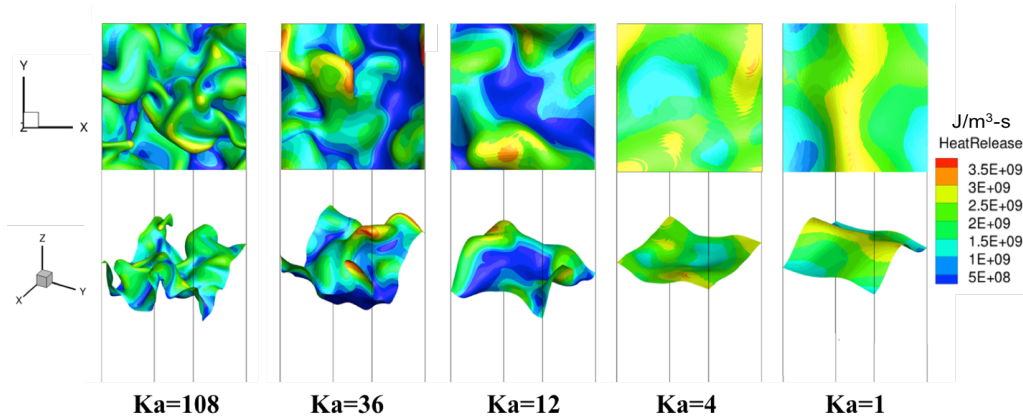 Y
Z
X
J/m³-s
HeatRelease
3.5E+09
3E+09
2.5E+09
2E+09
1.5E+09
1E+09
5E+08
Z
X
Y
Ka=108
Ka=36
Ka=12
Ka=4
Ka=1